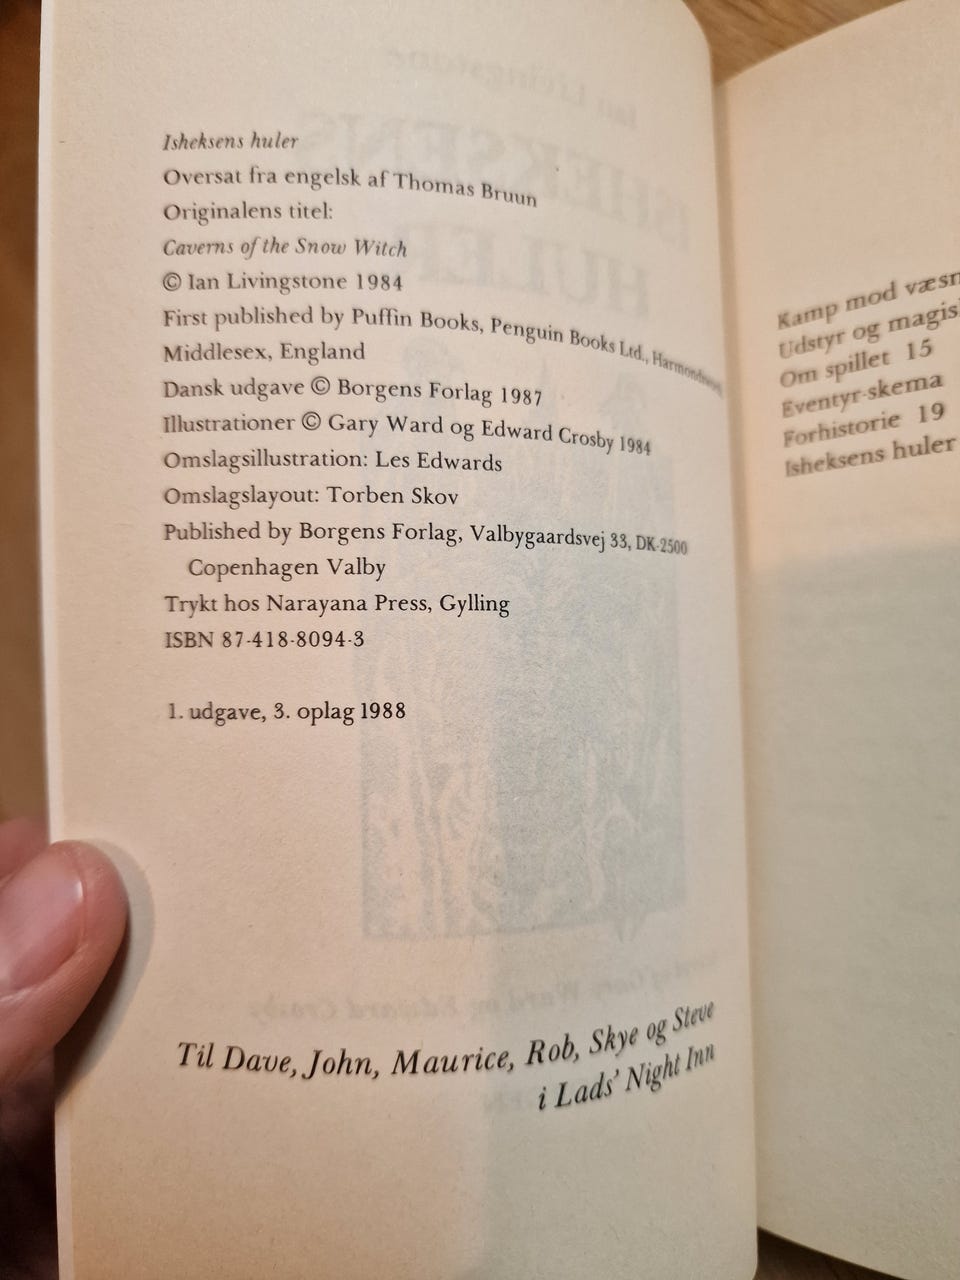 Isheksens huler
Oversat fra engelsk af Thomas Bruun
Originalens titel:
Caverns of the Snow Witch
© Ian Livingstone 1984
First published by Puffin Books, Penguin Books Ltd.,
Middlesex, England
Dansk udgave © Borgens Forlag 1987
Illustrationer © Gary Ward og Edward Crosby 1984
Omslagsillustration: Les Edwards
Omslagslayout: Torben Skov
Published by Borgens Forlag, Valbygaardsvej 33, DK-2500
Copenhagen Valby
Trykt hos Narayana Press, Gylling
ISBN 87-418-8094-3
1. udgave, 3. oplag 1988
Til Dave, John, Maurice, Rob, Skye og Steve
i Lads' Night Inn
Kamp mod
Udstyr og
Om spillet 15
Eventyr-skema
Forhistorie 19
Isheksens huler